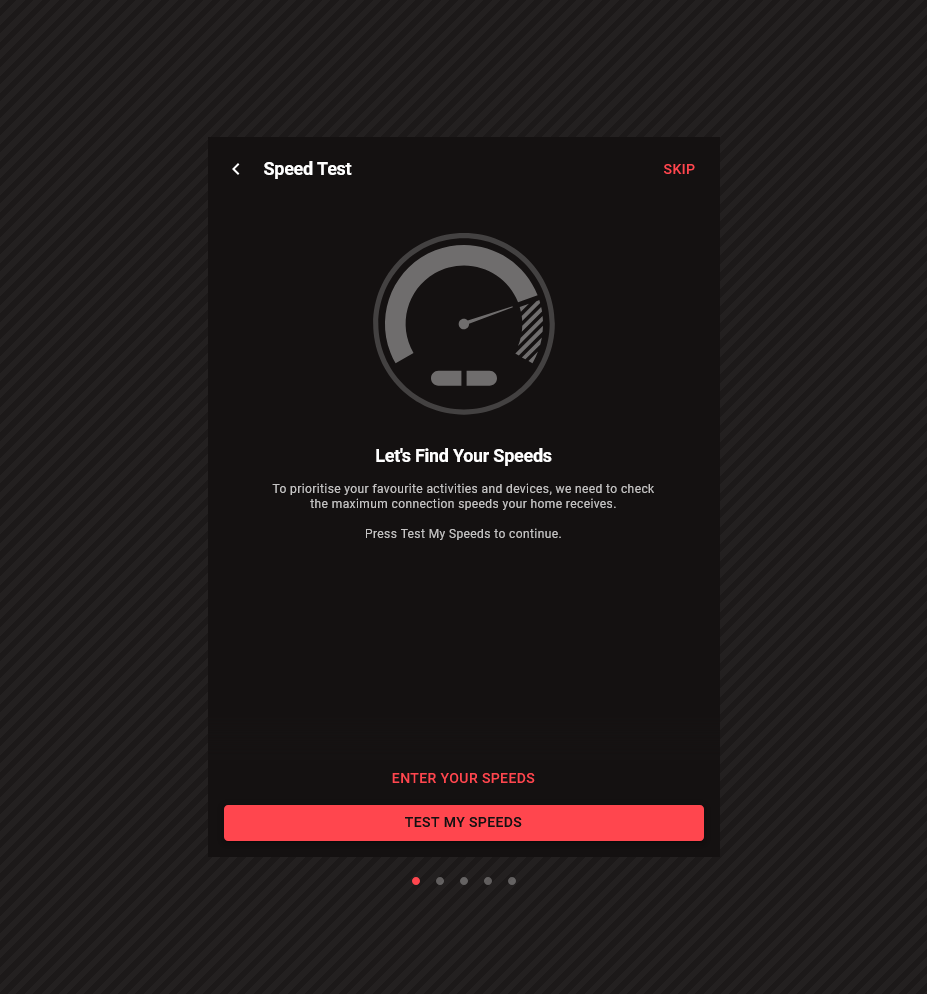 Speed Test
SKIP
Let's Find Your Speeds
To prioritise your favourite activities and devices, we need to check
the maximum connection speeds your home receives.
Press Test My Speeds to continue.
ENTER YOUR SPEEDS
TEST MY SPEEDS